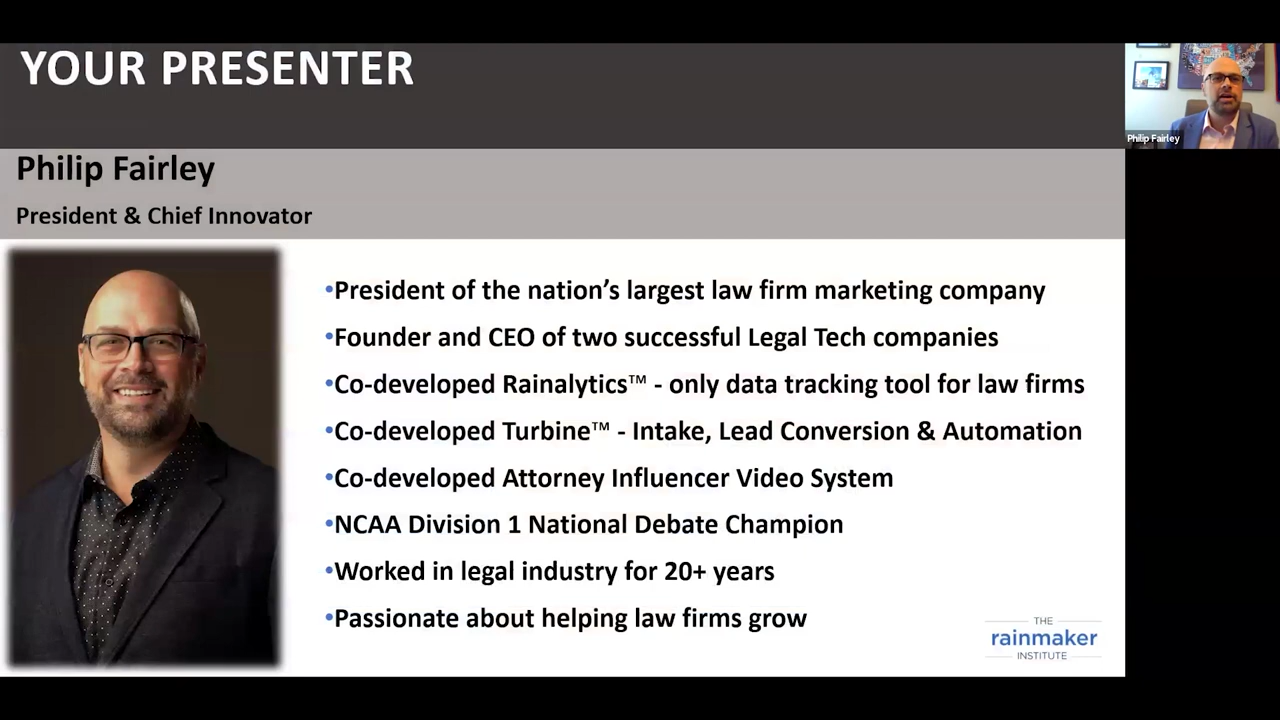 YOUR PRESENTER
Philip Fairley
Philip Fairley
President & Chief Innovator
•President of the nation’s largest law firm marketing company
•Founder and CEO of two successful Legal Tech companies
•Co-developed Rainalytics™ - only data tracking tool for law firms
•Co-developed Turbine™ - Intake, Lead Conversion & Automation
•Co-developed Attorney Influencer Video System
•NCAA Division 1 National Debate Champion
•Worked in legal industry for 20+ years
•Passionate about helping law firms grow
THE
rainmaker
INSTITUTE